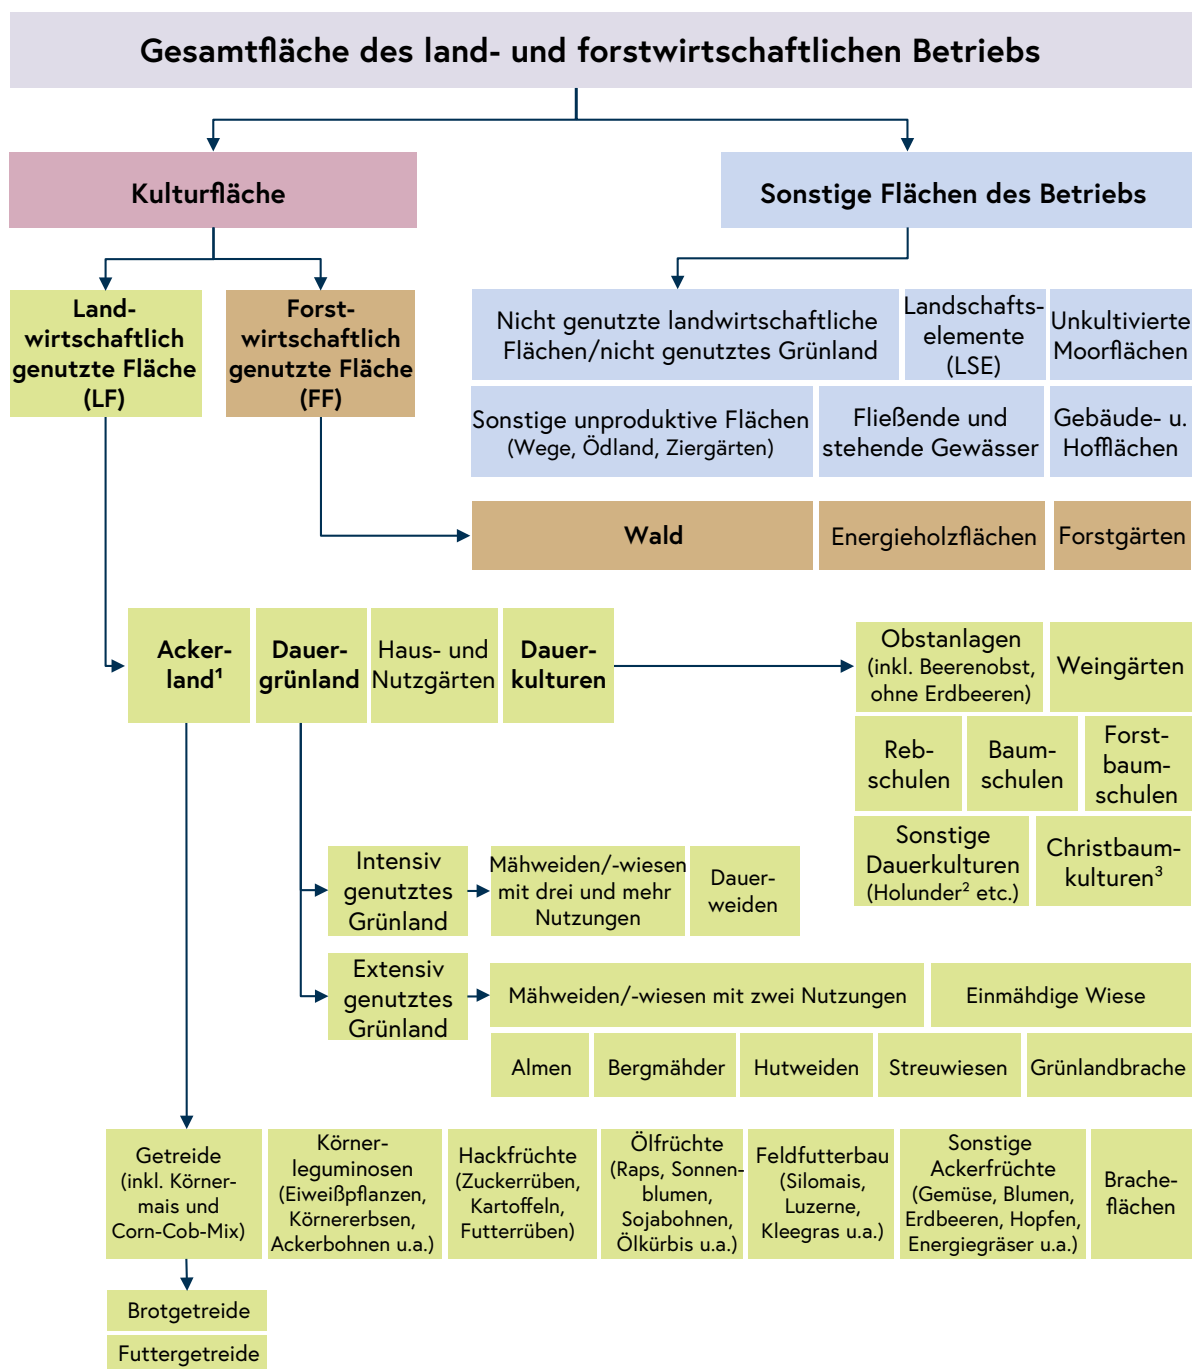 Gesamtfläche des land- und forstwirtschaftlichen Betriebs
Kulturfläche
Sonstige Flächen des Betriebs
Land-
wirtschaftlich
genutzte Fläche
(LF)
Forst-
wirtschaftlich
genutzte Fläche
(FF)
Nicht genutzte landwirtschaftliche
Flächen/nicht genutztes Grünland
Landschafts-
elemente
(LSE)
Unkultivierte
Moorflächen
Sonstige unproduktive Flächen
(Wege, Ödland, Ziergärten)
Fließende und
stehende Gewässer
Gebäude- u.
Hofflächen
Wald
Energieholzflächen
Forstgärten
Acker-
land¹
Dauer-
grünland
Haus- und
Nutzgärten
Dauer-
kulturen
Obstanlagen
(inkl. Beerenobst,
ohne Erdbeeren)
Weingärten
Reb-
schulen
Baum-
schulen
Forst-
baum-
schulen
Sonstige
Dauerkulturen
(Holunder² etc.)
Christbaum-
kulturen³
Intensiv
genutztes
Grünland
Mähweiden/-wiesen
mit drei und mehr
Nutzungen
Dauer-
weiden
Extensiv
genutztes
Grünland
Mähweiden/-wiesen mit zwei Nutzungen
Einmähdige Wiese
Almen
Bergmähder
Hutweiden
Streuwiesen
Grünlandbrache
Getreide
(inkl. Körner-
mais und
Corn-Cob-Mix)
Körner-
leguminosen
(Eiweißpflanzen,
Körnererbsen,
Ackerbohnen u.a.)
Hackfrüchte
(Zuckerrüben,
Kartoffeln,
Futterrüben)
Ölfrüchte
(Raps, Sonnen-
blumen,
Sojabohnen,
Ölkürbis u.a.)
Feldfutterbau
(Silomais,
Luzerne,
Kleegras u.a.)
Sonstige
Ackerfrüchte
(Gemüse, Blumen,
Erdbeeren, Hopfen,
Energiegräser u.a.)
Brache-
flächen
Brotgetreide
Futtergetreide